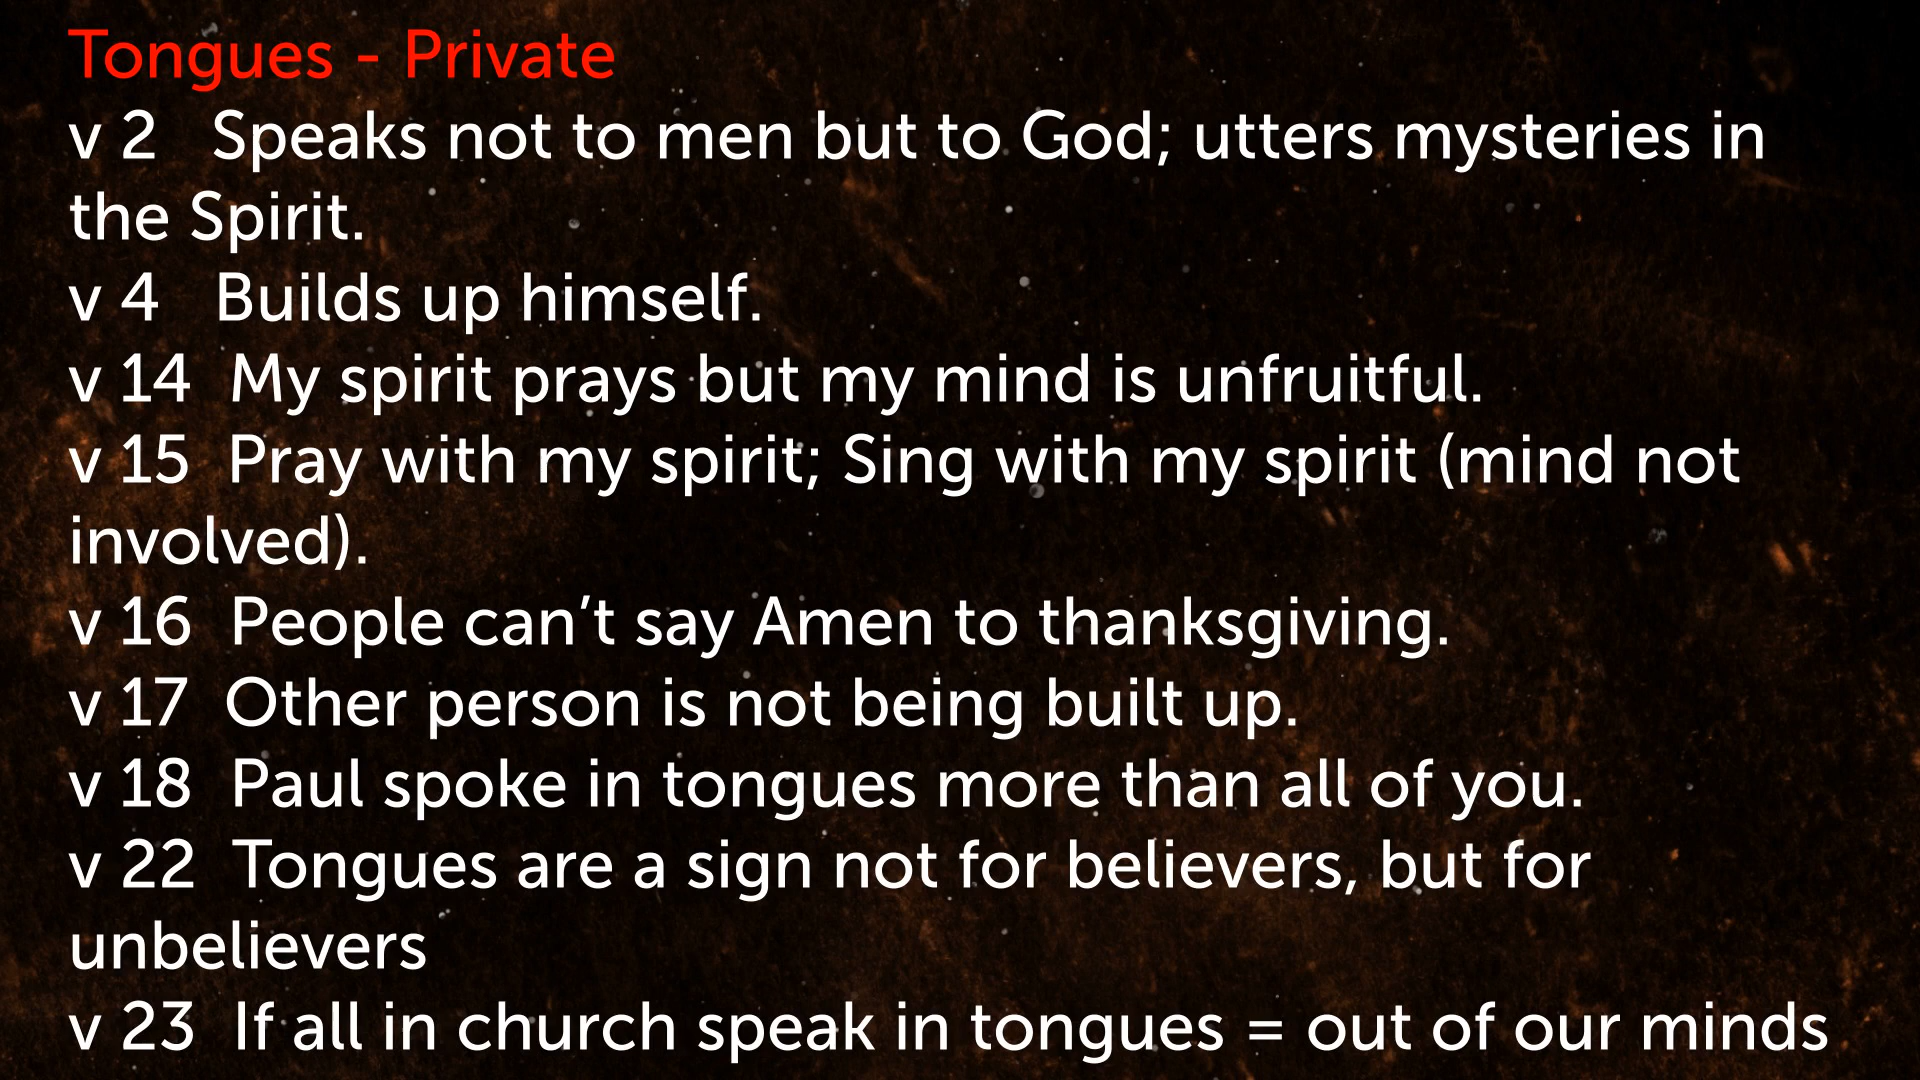 Tongues - Private
v 2 Speaks not to men but to God; utters mysteries in
the Spirit.
v 4 Builds up himself.
v 14 My spirit prays but my mind is unfruitful.
v 15 Pray with my spirit; Sing with my spirit (mind not
involved).
v 16 People can’t say Amen to thanksgiving.
v 17 Other person is not being built up.
v 18 Paul spoke in tongues more than all of you.
v 22 Tongues are a sign not for believers, but for
unbelievers
v 23 If all in church speak in tongues = out of our minds